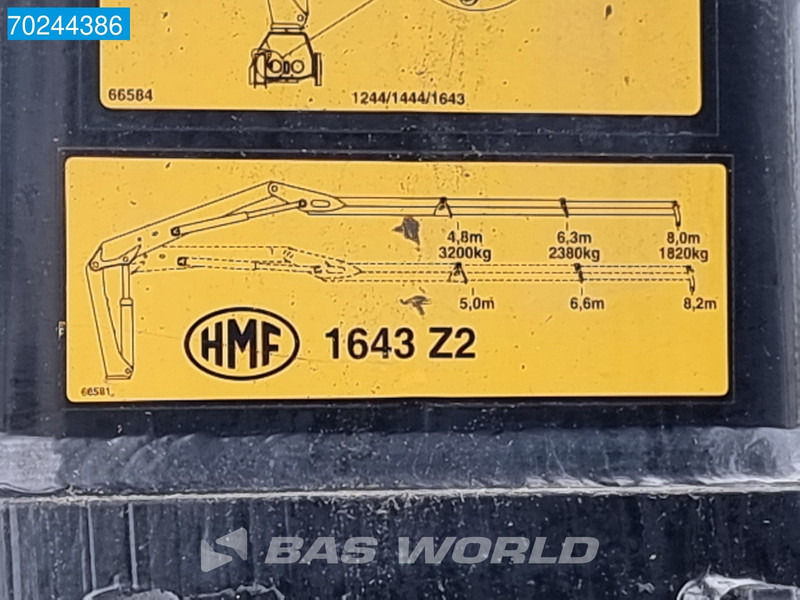 70244386
66584
1244/1444/1643
4,8m 6,3m 8,0m
3200kg 2380kg 1820kg
5,0m 6,6m 8,2m
HMF 1643 Z2
66581
BAS WORLD